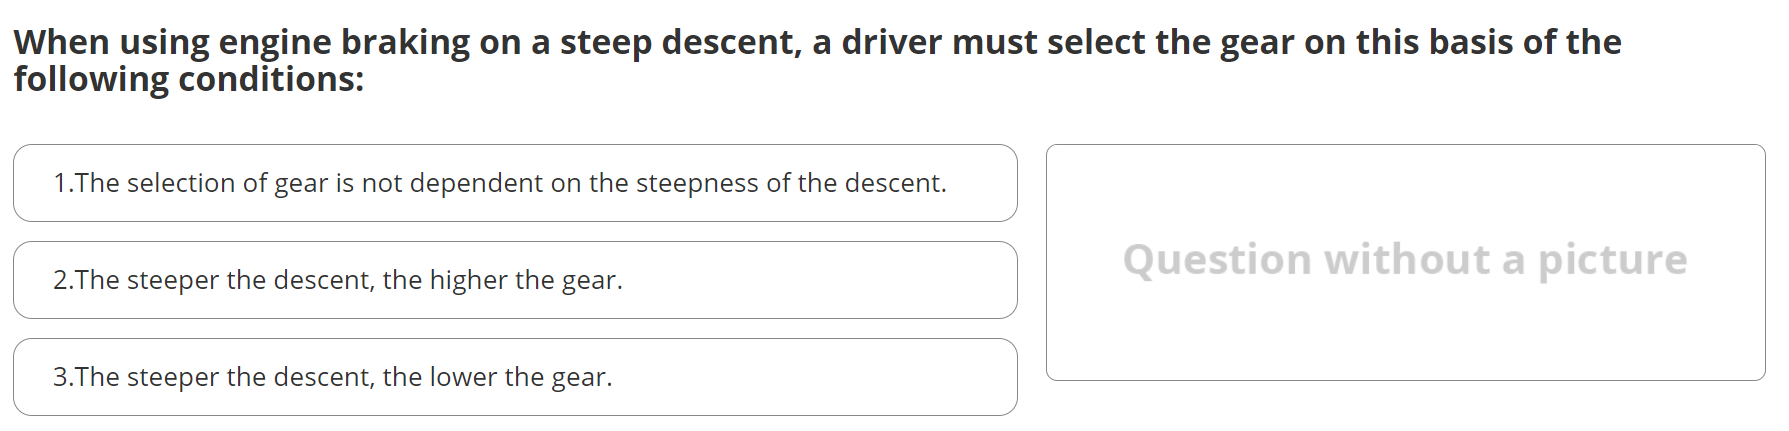 When using engine braking on a steep descent, a driver must select the gear on this basis of the
following conditions:
1.The selection of gear is not dependent on the steepness of the descent.
2.The steeper the descent, the higher the gear.
3.The steeper the descent, the lower the gear.
Question without a picture